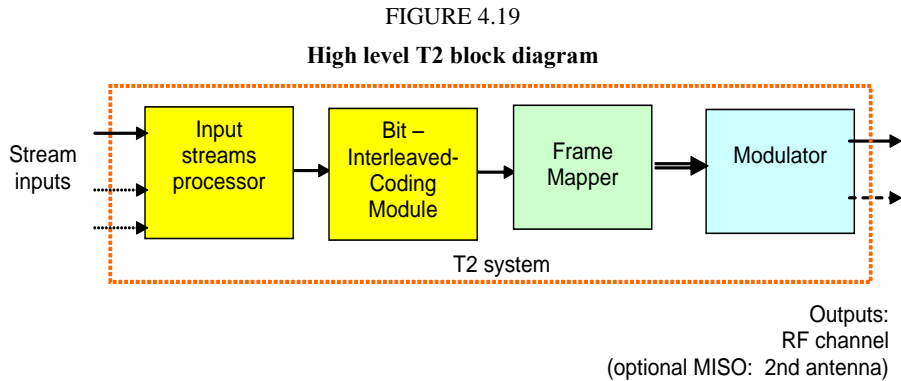 FIGURE 4.19
High level T2 block diagram
Stream
inputs
Input
streams
processor
Bit –
Interleaved-
Coding
Module
Frame
Mapper
Modulator
T2 system
Outputs:
RF channel
(optional MISO: 2nd antenna)